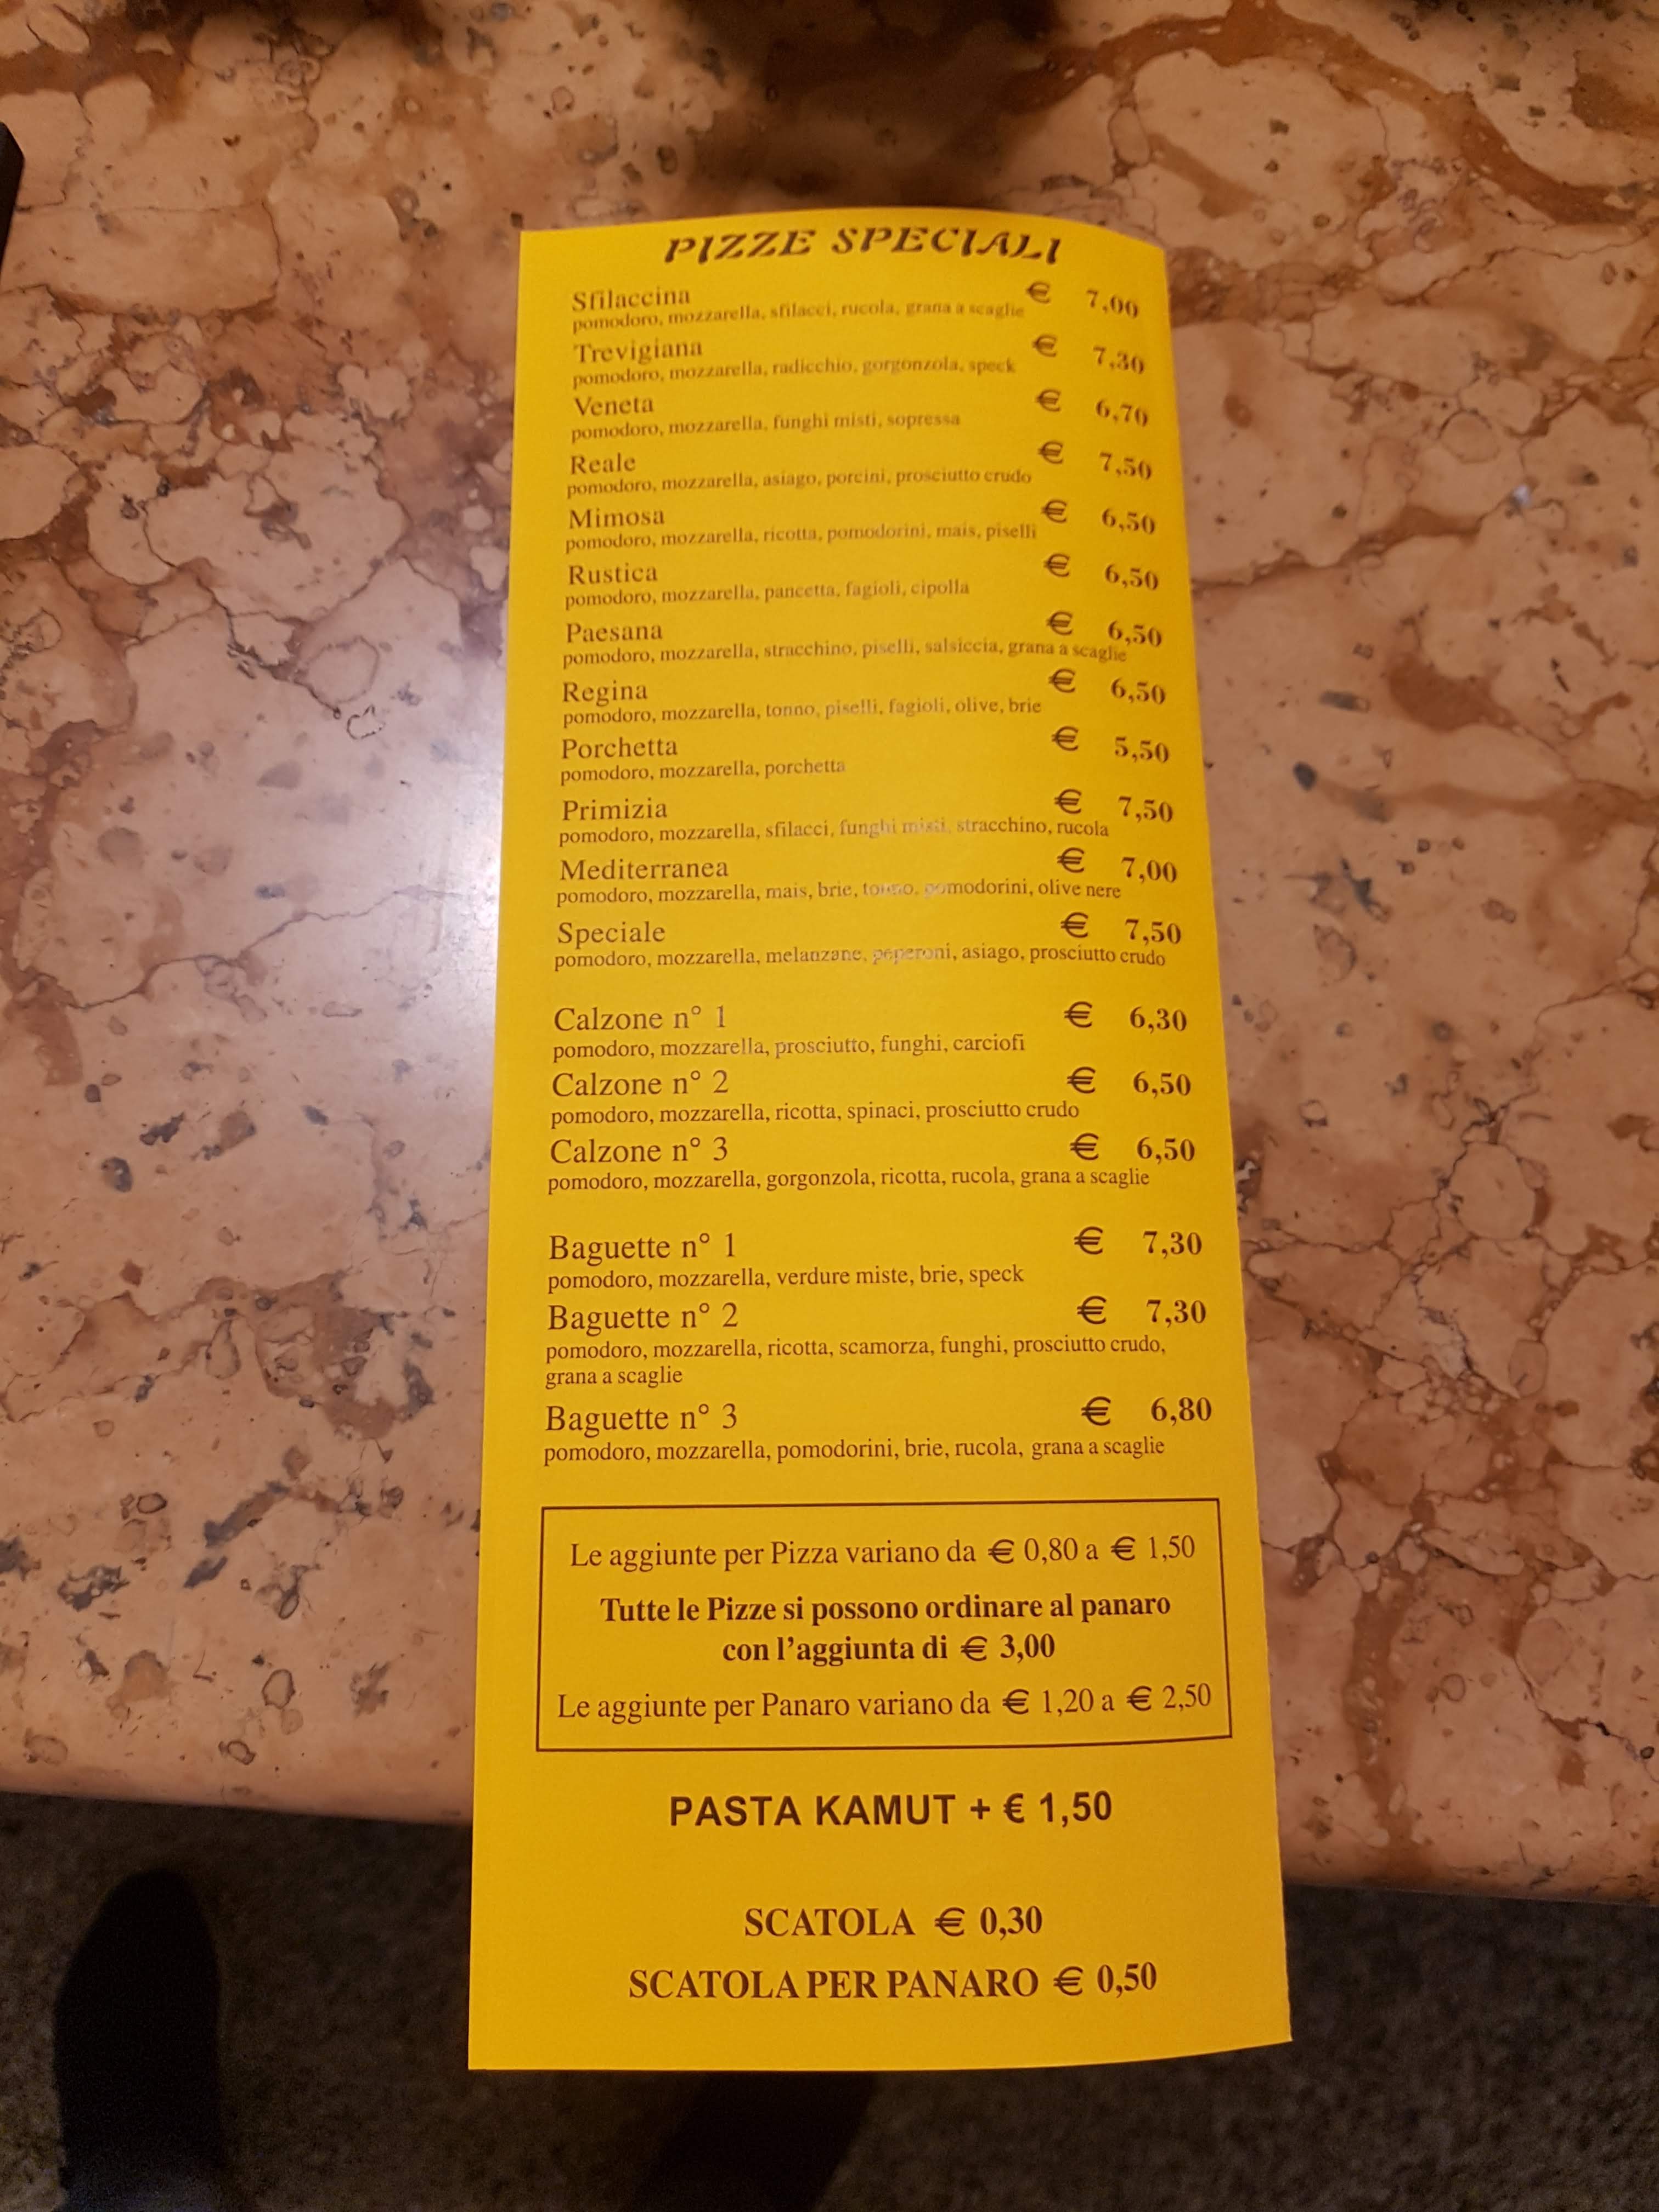 PIZZE SPECIALI
Sfilaccina € 7,00
pomodoro, mozzarella, sfilacci, rucola, grana a scaglie
Trevigiana € 7,30
pomodoro, mozzarella, radicchio, gorgonzola, speck
Veneta € 6,70
pomodoro, mozzarella, funghi misti, sopressa
Reale € 7,50
pomodoro, mozzarella, asiago, porcini, prosciutto crudo
Mimosa € 6,50
pomodoro, mozzarella, ricotta, pomodorini, mais, piselli
Rustica € 6,50
pomodoro, mozzarella, pancetta, fagioli, cipolla
Paesana € 6,50
pomodoro, mozzarella, stracchino, piselli, salsiccia, grana a scaglie
Regina € 6,50
pomodoro, mozzarella, tonno, piselli, fagioli, olive, brie
Porchetta € 5,50
pomodoro, mozzarella, porchetta
Primizia € 7,50
pomodoro, mozzarella, sfilacci, funghi misti, stracchino, rucola
Mediterranea € 7,00
pomodoro, mozzarella, mais, brie, tonno, pomodorini, olive nere
Speciale € 7,50
pomodoro, mozzarella, melanzane, peperoni, asiago, prosciutto crudo
Calzone n° 1 € 6,30
pomodoro, mozzarella, prosciutto, funghi, carciofi
Calzone n° 2 € 6,50
pomodoro, mozzarella, ricotta, spinaci, prosciutto crudo
Calzone n° 3 € 6,50
pomodoro, mozzarella, gorgonzola, ricotta, rucola, grana a scaglie
Baguette n° 1 € 7,30
pomodoro, mozzarella, verdure miste, brie, speck
Baguette n° 2 € 7,30
pomodoro, mozzarella, ricotta, scamorza, funghi, prosciutto crudo,
grana a scaglie
Baguette n° 3 € 6,80
pomodoro, mozzarella, pomodorini, brie, rucola, grana a scaglie
Le aggiunte per Pizza variano da € 0,80 a € 1,50
Tutte le Pizze si possono ordinare al panaro
con l'aggiunta di € 3,00
Le aggiunte per Panaro variano da € 1,20 a € 2,50
PASTA KAMUT + € 1,50
SCATOLA € 0,30
SCATOLA PER PANARO € 0,50